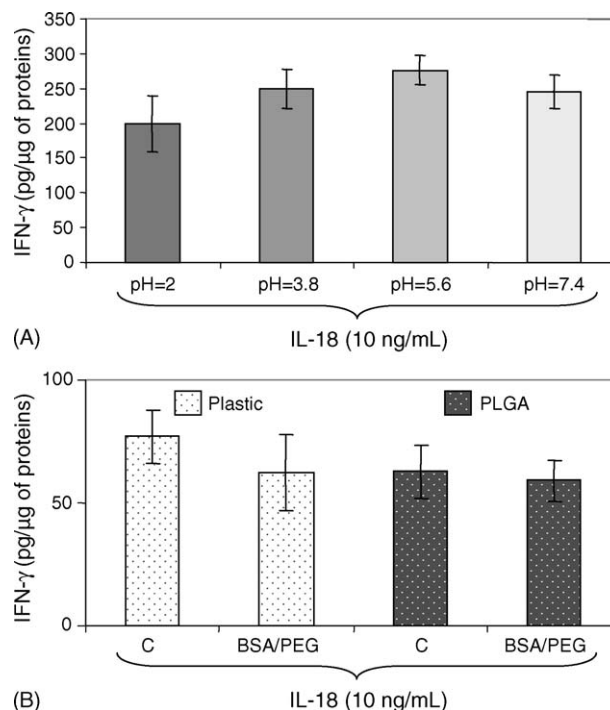 350
300
250
200
150
100
50
0
IFN-γ (pg/μg of proteins)
pH=2 pH=3.8 pH=5.6 pH=7.4
(A) IL-18 (10 ng/mL)
100
50
0
IFN-γ (pg/μg of proteins)
Plastic PLGA
C BSA/PEG C BSA/PEG
(B) IL-18 (10 ng/mL)